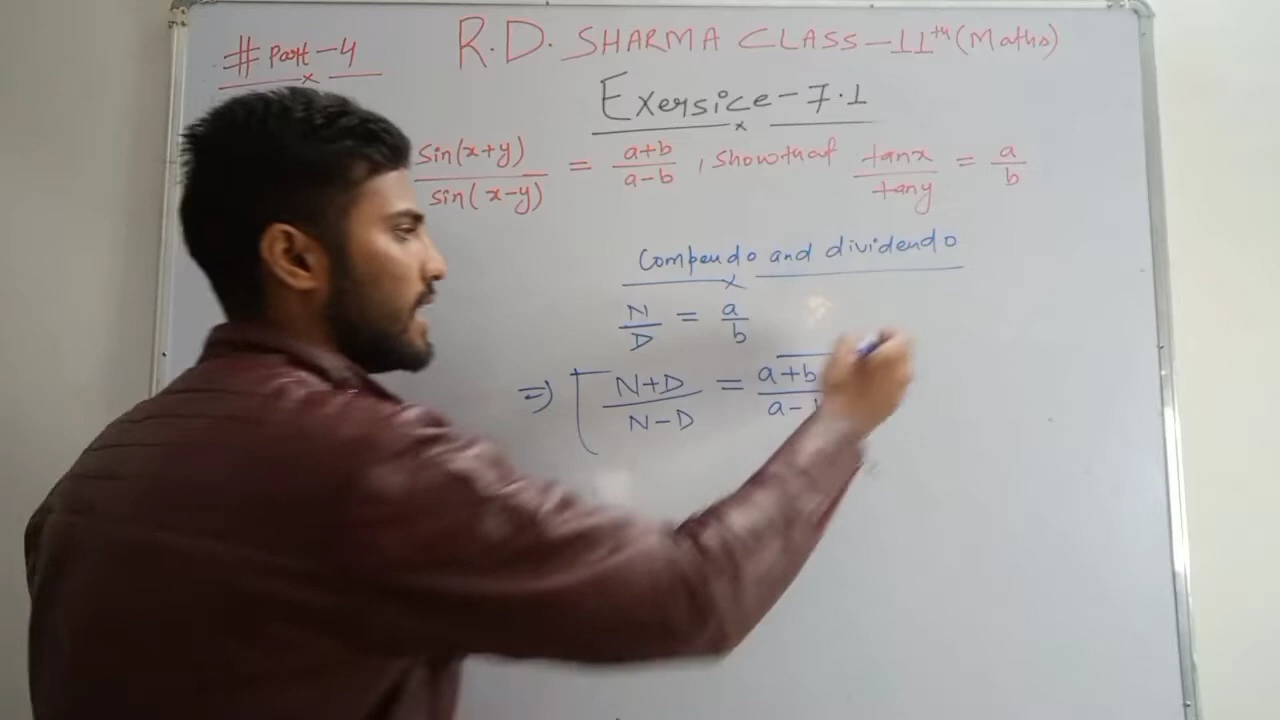 # Part-4
R.D. SHARMA CLASS-11th (Maths)
Exersice-7.1
sin(x+y)/sin(x-y) = a+b/a-b, show that tanx/tany = a/b
Compendo and dividendo
N/D = a/b
=> N+D/N-D = a+b/a-